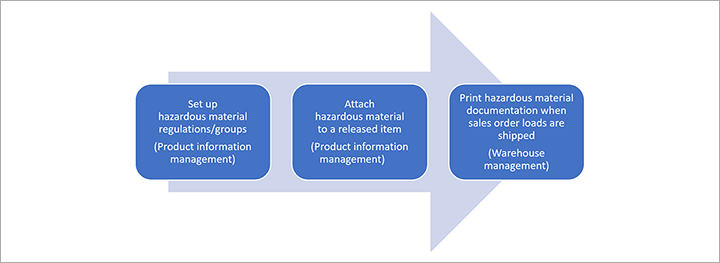 Set up
hazardous material
regulations/groups
(Product information
management)
Attach
hazardous material
to a released item
(Product information
management)
Print hazardous material
documentation when
sales order loads are
shipped
(Warehouse
management)